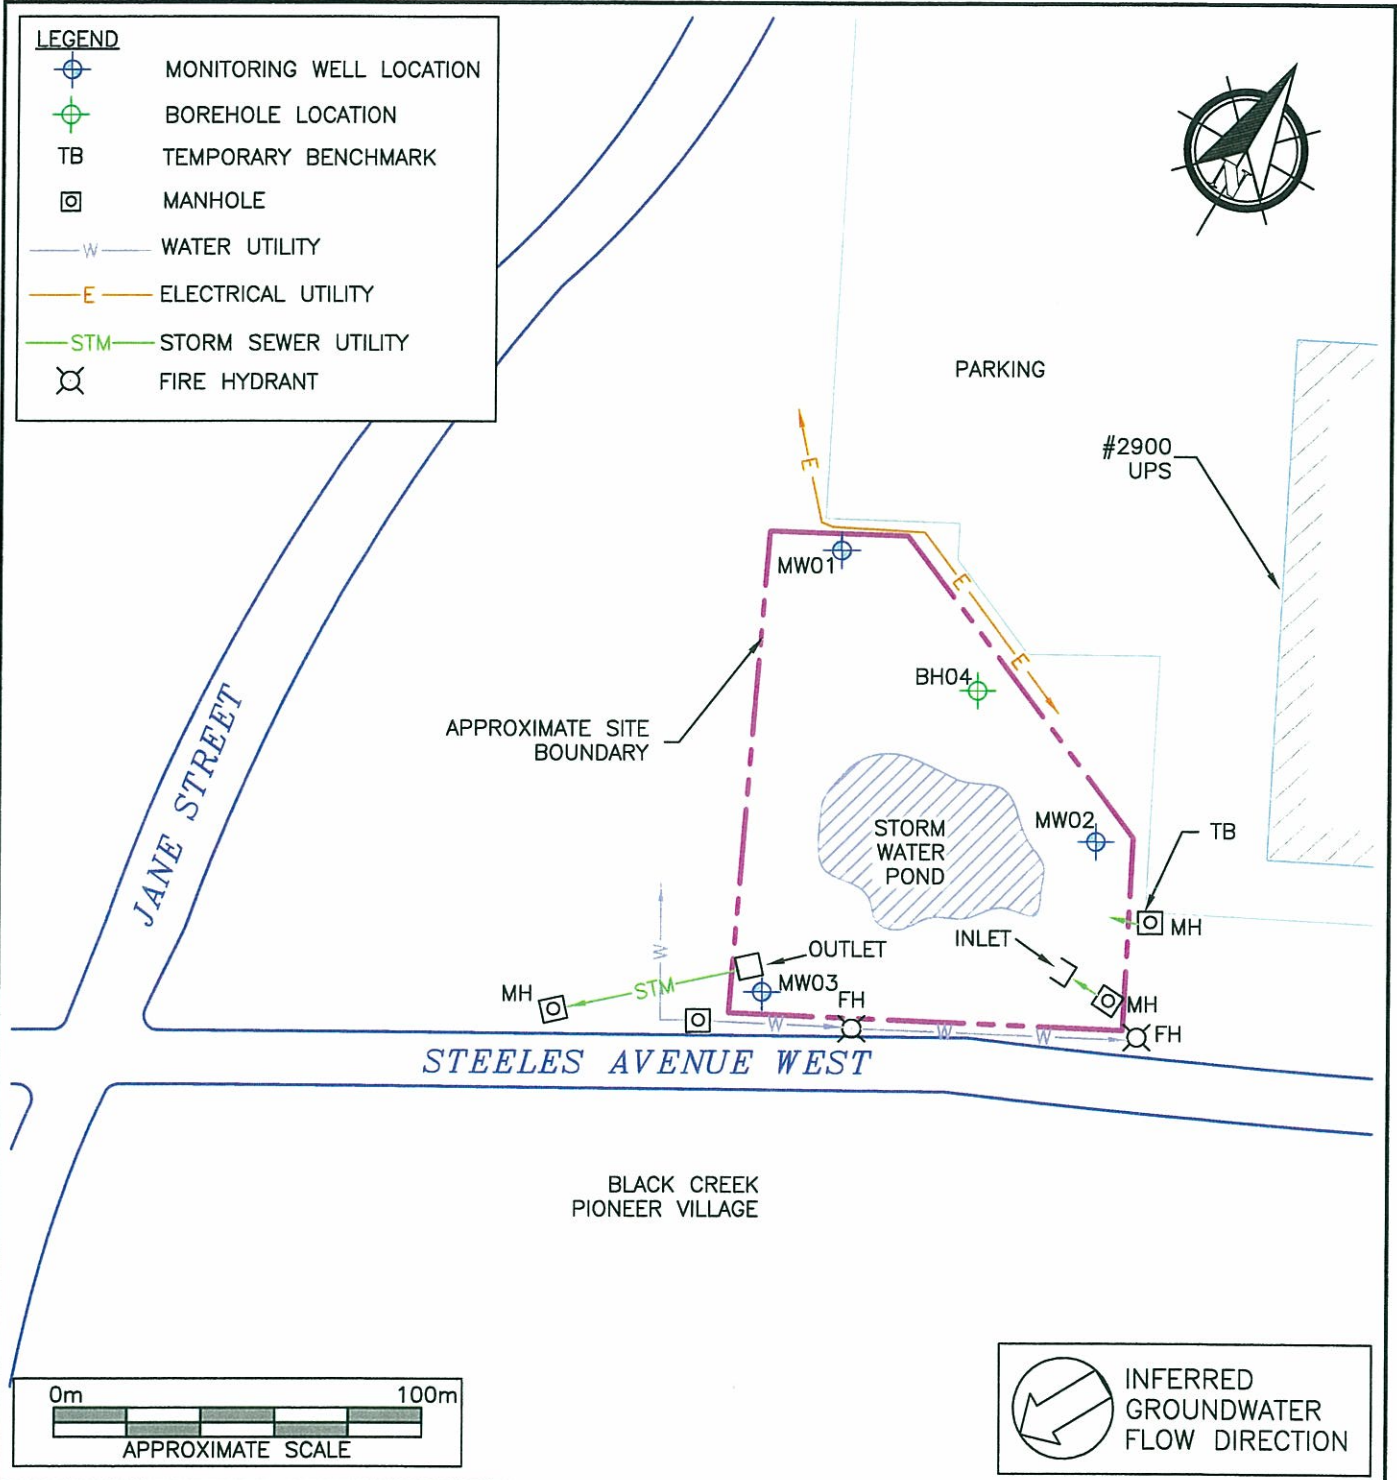 LEGEND
MONITORING WELL LOCATION
BOREHOLE LOCATION
TB TEMPORARY BENCHMARK
MANHOLE
W WATER UTILITY
E ELECTRICAL UTILITY
STM STORM SEWER UTILITY
FIRE HYDRANT
N
PARKING
#2900
UPS
E
MW01
E
E
BH04
APPROXIMATE SITE
BOUNDARY
JANE STREET
STORM
WATER
POND
MW02
TB
MH
W
OUTLET
INLET
STM
MW03
MH
FH
MH
W
W
W
FH
STEELES AVENUE WEST
BLACK CREEK
PIONEER VILLAGE
0m 100m
APPROXIMATE SCALE
INFERRED
GROUNDWATER
FLOW DIRECTION